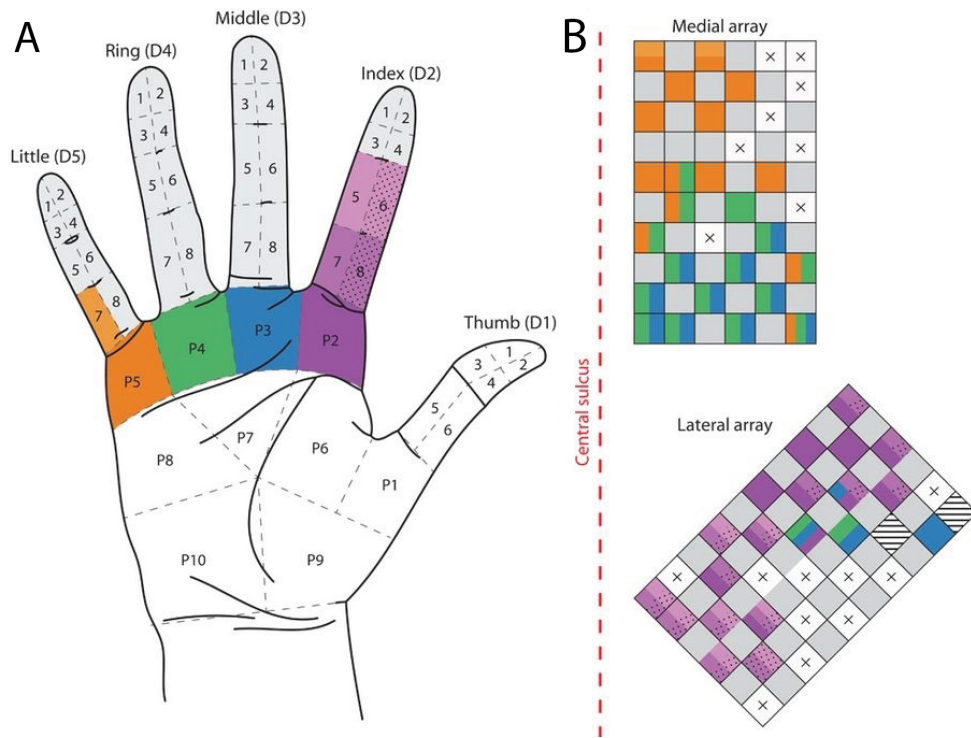 A
B
Middle (D3)
Ring (D4)
Index (D2)
Little (D5)
Thumb (D1)
1 2
3 4
5 6
7 8
1 2
3 4
5 6
7 8
1 2
3 4
5 6
7 8
1 2
3 4
5 6
7 8
1
3 2
4
5
6
P5
P4
P3
P2
P8
P7
P6
P1
P10
P9
Central sulcus
Medial array
× ×
×
×
× ×
×
×
Lateral array
×
× × × × ×
× ×
×
×